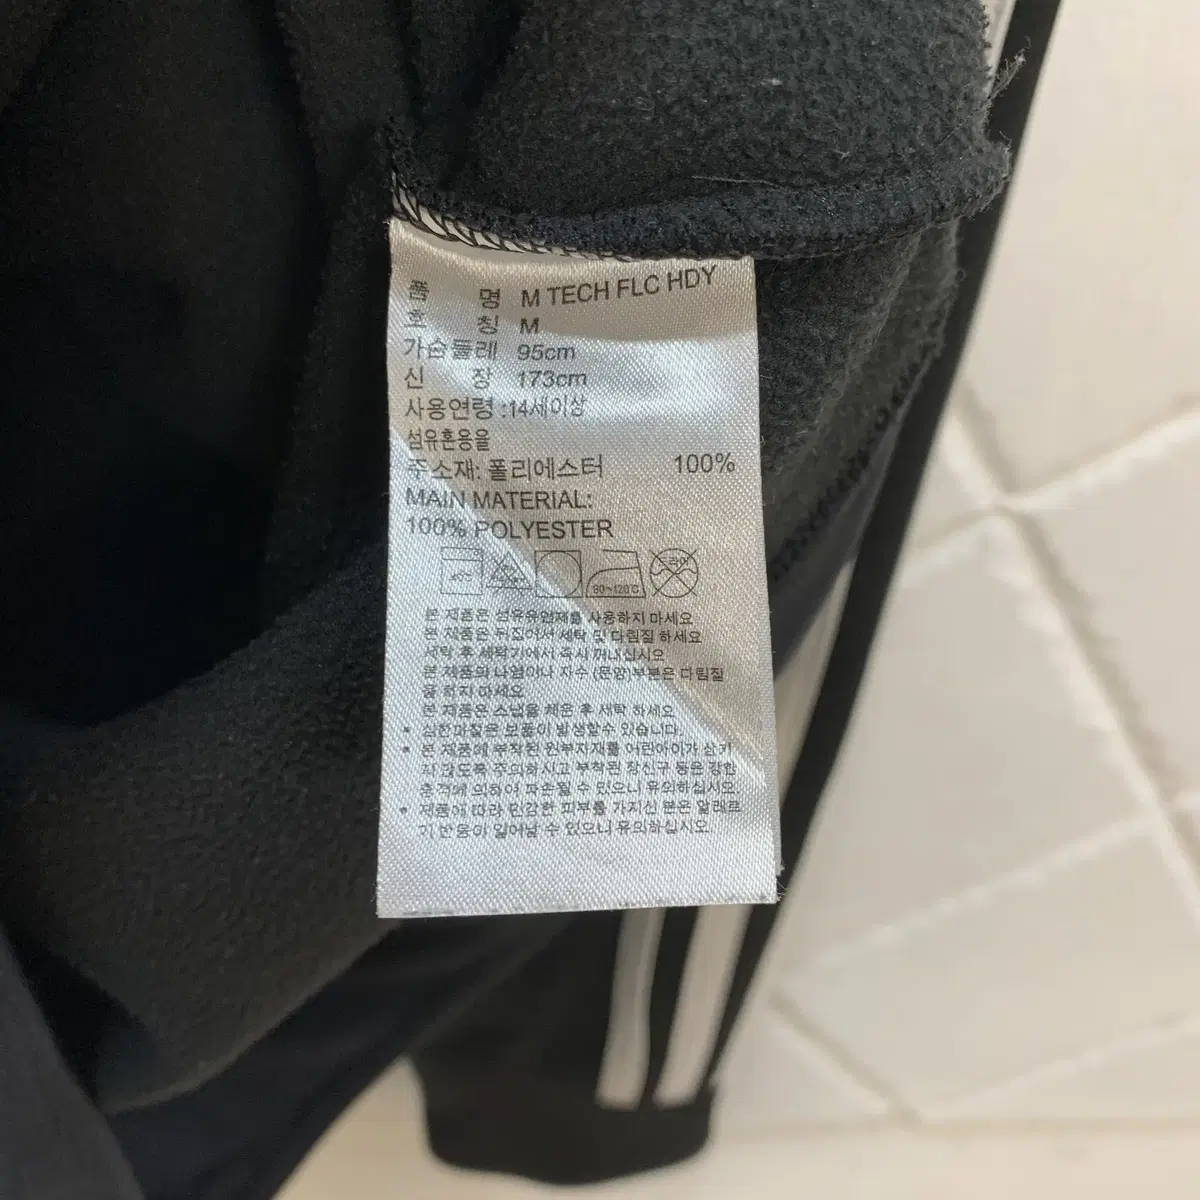 품 명 M TECH FLC HDY
호 칭 M
가슴둘레 95cm
신 장 173cm
사용연령 :14세이상
섬유혼용율
주소재: 폴리에스터 100%
MAIN MATERIAL:
100% POLYESTER
40℃ 80~120℃ 드라이
본 제품은 섬유유연제를 사용하지 마세요
본 제품은 뒤집어서 세탁 및 다림질 하세요
세탁 후 세탁기에서 즉시 꺼내십시오
본 제품의 나염이나 자수 (문양)부분은 다림질
을 하지 마세요
본 제품은 스냅을 채운 후 세탁 하세요
• 심한마찰은 보풀이 발생할수 있습니다.
• 본 제품에 부착된 원부자재를 어린아이가 삼키
지 않도록 주의하시고 부착된 장신구 등은 강한
충격에 의하여 파손될 수 있으니 유의하십시오.
• 제품에 따라 민감한 피부를 가지신 분은 알레르
기 반응이 일어날 수 있으니 유의하십시오.